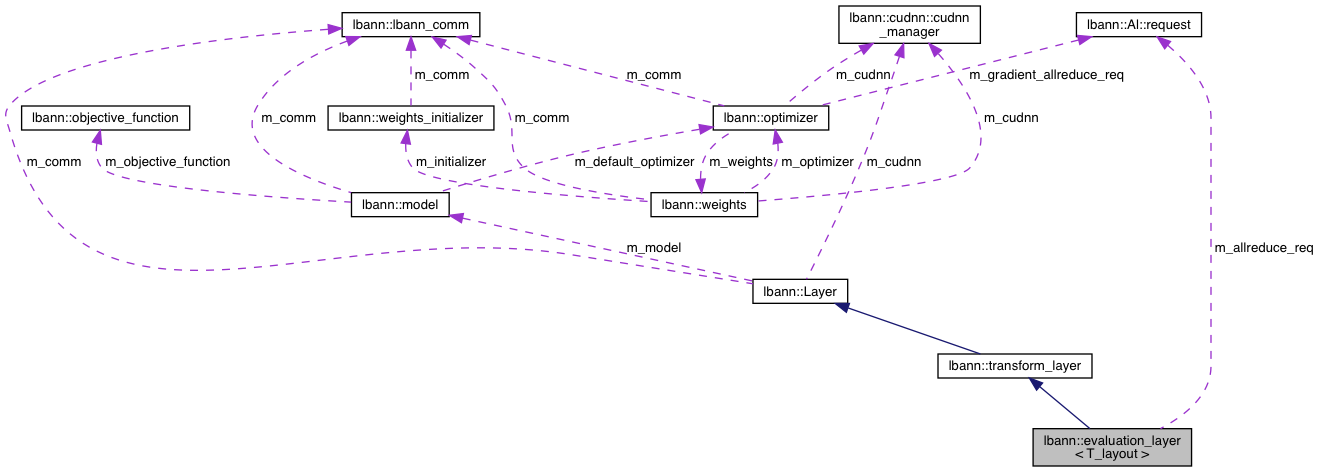 lbann::lbann_comm
lbann::cudnn::cudnn
_manager
lbann::Al::request
m_comm
m_comm
m_cudnn
m_gradient_allreduce_req
lbann::objective_function
m_comm
lbann::weights_initializer
m_comm
lbann::optimizer
m_cudnn
m_comm
m_objective_function
m_initializer
m_default_optimizer
m_weights
m_optimizer
m_cudnn
lbann::model
lbann::weights
m_model
m_allreduce_req
lbann::Layer
lbann::transform_layer
lbann::evaluation_layer
< T_layout >